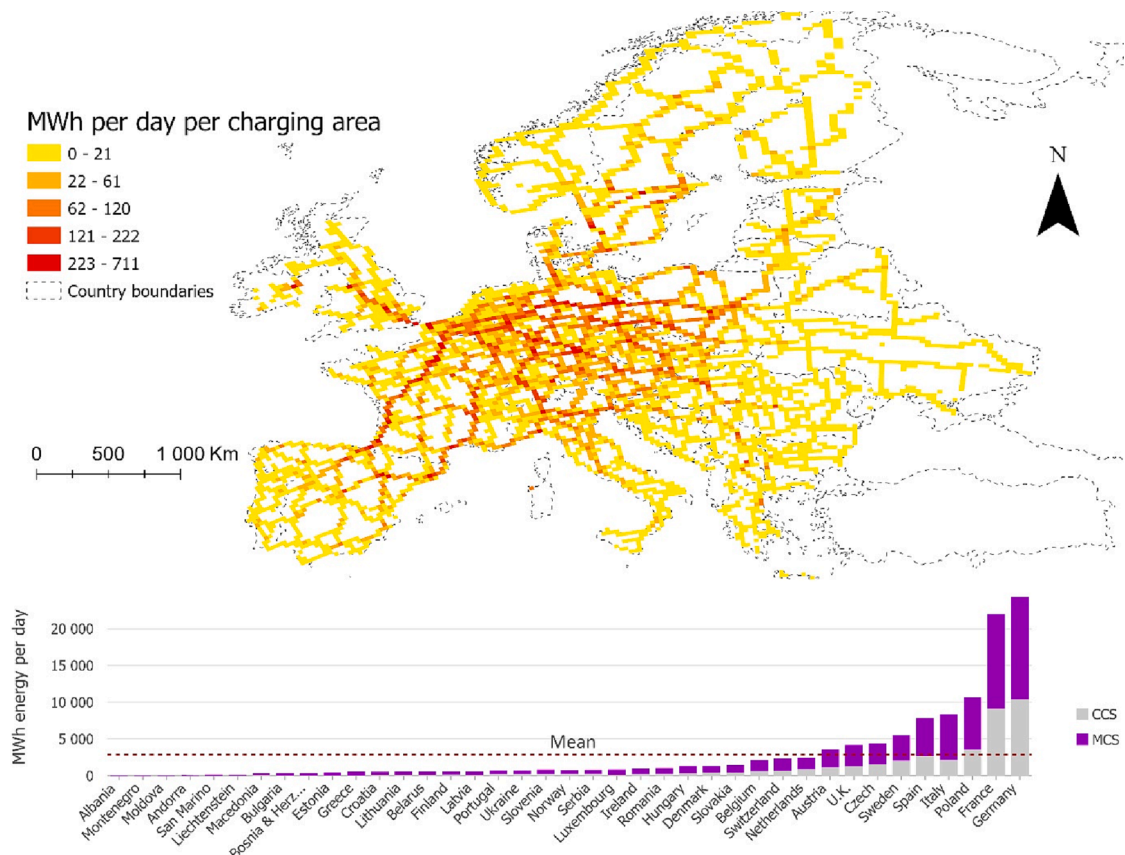 MWh per day per charging area
0 - 21
22 - 61
62 - 120
121 - 222
223 - 711
Country boundaries
N
0 500 1 000 Km
MWh energy per day
20 000
15 000
10 000
5 000
0
Mean
CCS
MCS
Albania
Montenegro
Moldova
Andorra
San Marino
Liechtenstein
Macedonia
Bulgaria
Bosnia & Herz...
Estonia
Greece
Croatia
Lithuania
Belarus
Finland
Latvia
Portugal
Ukraine
Slovenia
Norway
Serbia
Luxembourg
Ireland
Romania
Hungary
Denmark
Slovakia
Belgium
Switzerland
Netherlands
Austria
U.K.
Czech
Sweden
Spain
Italy
Poland
France
Germany